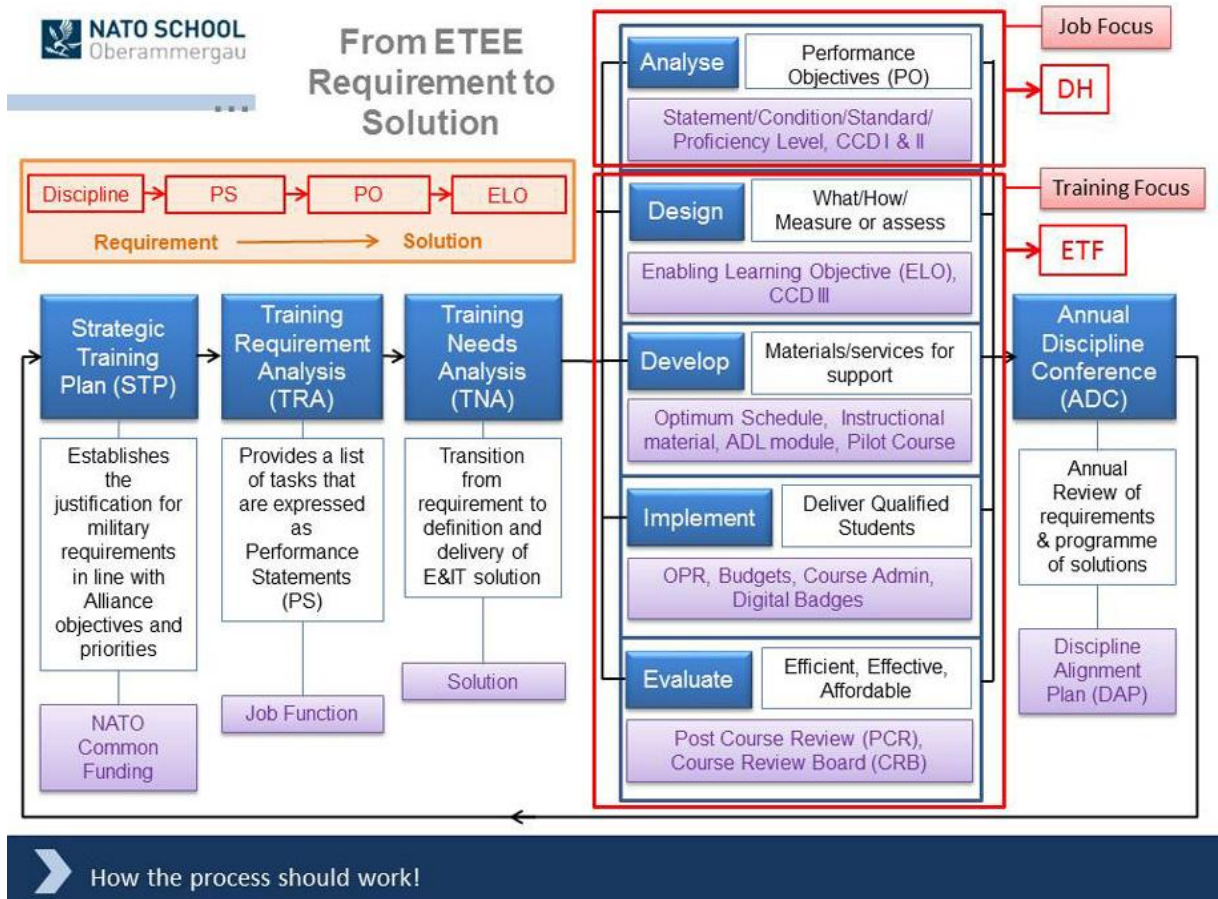 NATO SCHOOL
Oberammergau
From ETEE
Requirement to
Solution
Discipline
PS
PO
ELO
Requirement
Solution
Strategic
Training
Plan (STP)
Establishes
the
justification for
military
requirements
in line with
Alliance
objectives and
priorities
NATO
Common
Funding
Training
Requirement
Analysis
(TRA)
Provides a list
of tasks that
are expressed
as
Performance
Statements
(PS)
Job Function
Training
Needs
Analysis
(TNA)
Transition
from
requirement to
definition and
delivery of
E&IT solution
Solution
Analyse
Performance
Objectives (PO)
Statement/Condition/Standard/
Proficiency Level, CCD I & II
Design
What/How/
Measure or assess
Enabling Learning Objective (ELO),
CCD III
Develop
Materials/services for
support
Optimum Schedule, Instructional
material, ADL module, Pilot Course
Implement
Deliver Qualified
Students
OPR, Budgets, Course Admin,
Digital Badges
Evaluate
Efficient, Effective,
Affordable
Post Course Review (PCR),
Course Review Board (CRB)
Job Focus
DH
Training Focus
ETF
Annual
Discipline
Conference
(ADC)
Annual
Review of
requirements
& programme
of solutions
Discipline
Alignment
Plan (DAP)
How the process should work!